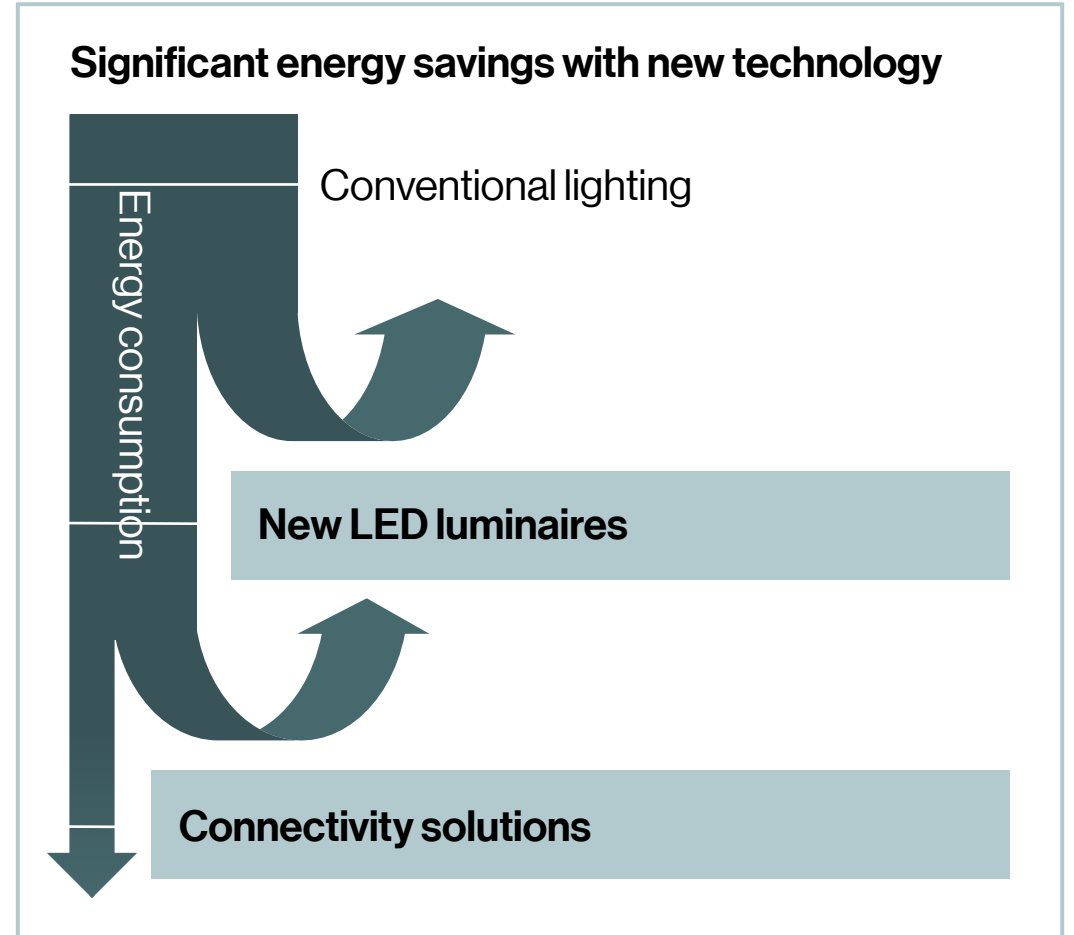 Significant energy savings with new technology
Conventional lighting
Energy consumption
New LED luminaires
Connectivity solutions